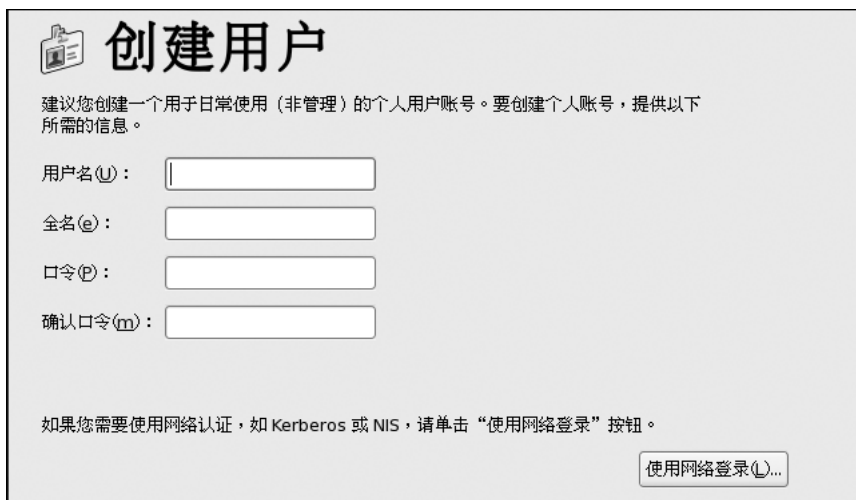 创建用户
建议您创建一个用于日常使用（非管理）的个人用户账号。要创建个人账号，提供以下
所需的信息。
用户名(U)：
全名(e)：
口令(P)：
确认口令(m)：
如果您需要使用网络认证，如 Kerberos 或 NIS，请单击“使用网络登录”按钮。
使用网络登录(L)...